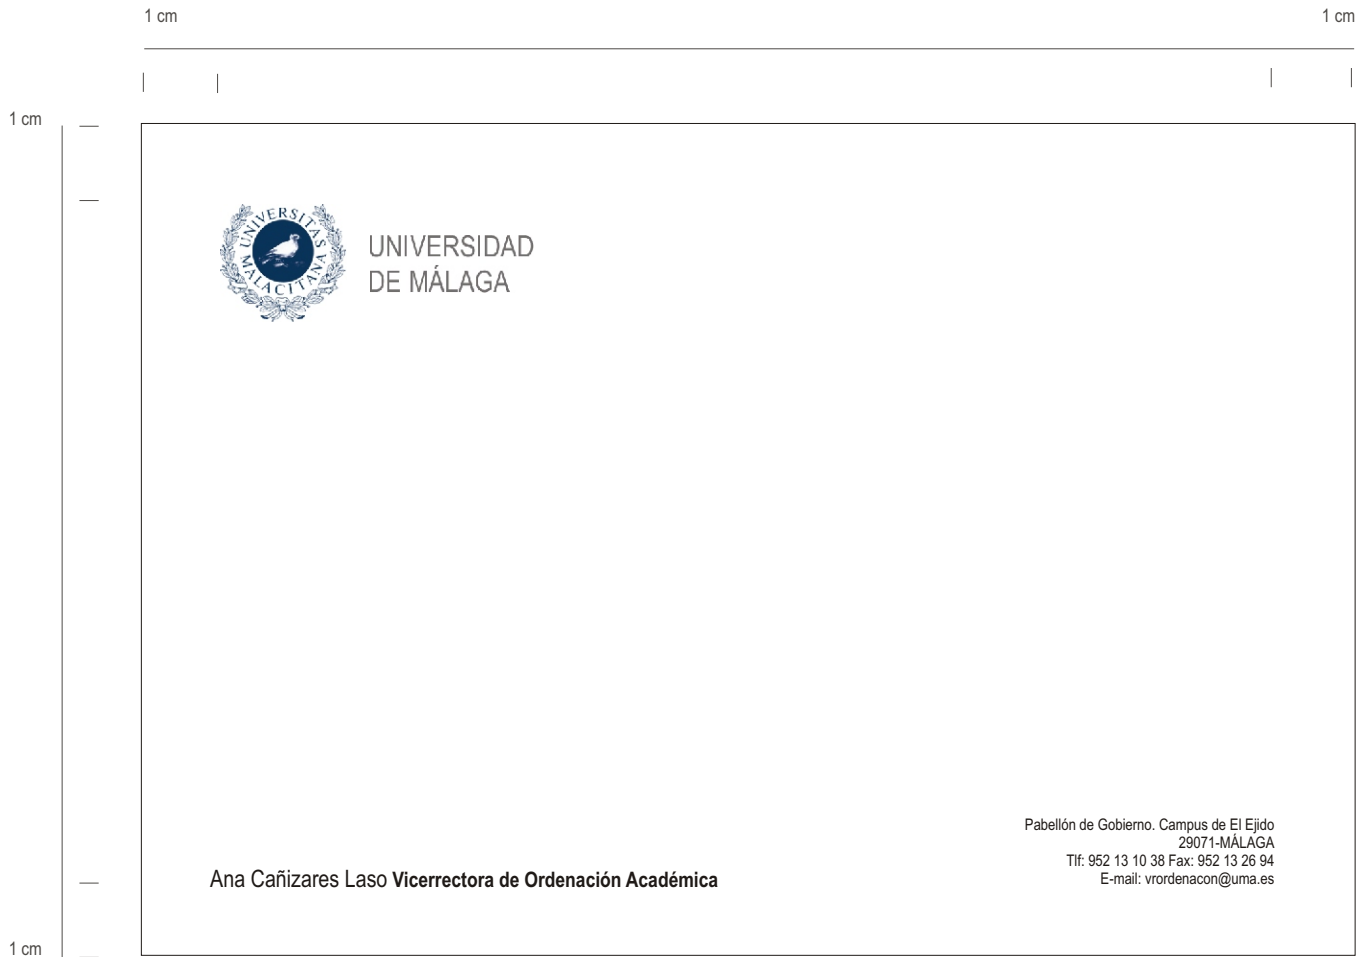 1 cm
1 cm
1 cm
UNIVERSITAS MALACITANA
UNIVERSIDAD
DE MÁLAGA
Pabellón de Gobierno. Campus de El Ejido
29071-MÁLAGA
Tlf: 952 13 10 38 Fax: 952 13 26 94
E-mail: vrordenacon@uma.es
Ana Cañizares Laso Vicerrectora de Ordenación Académica
1 cm